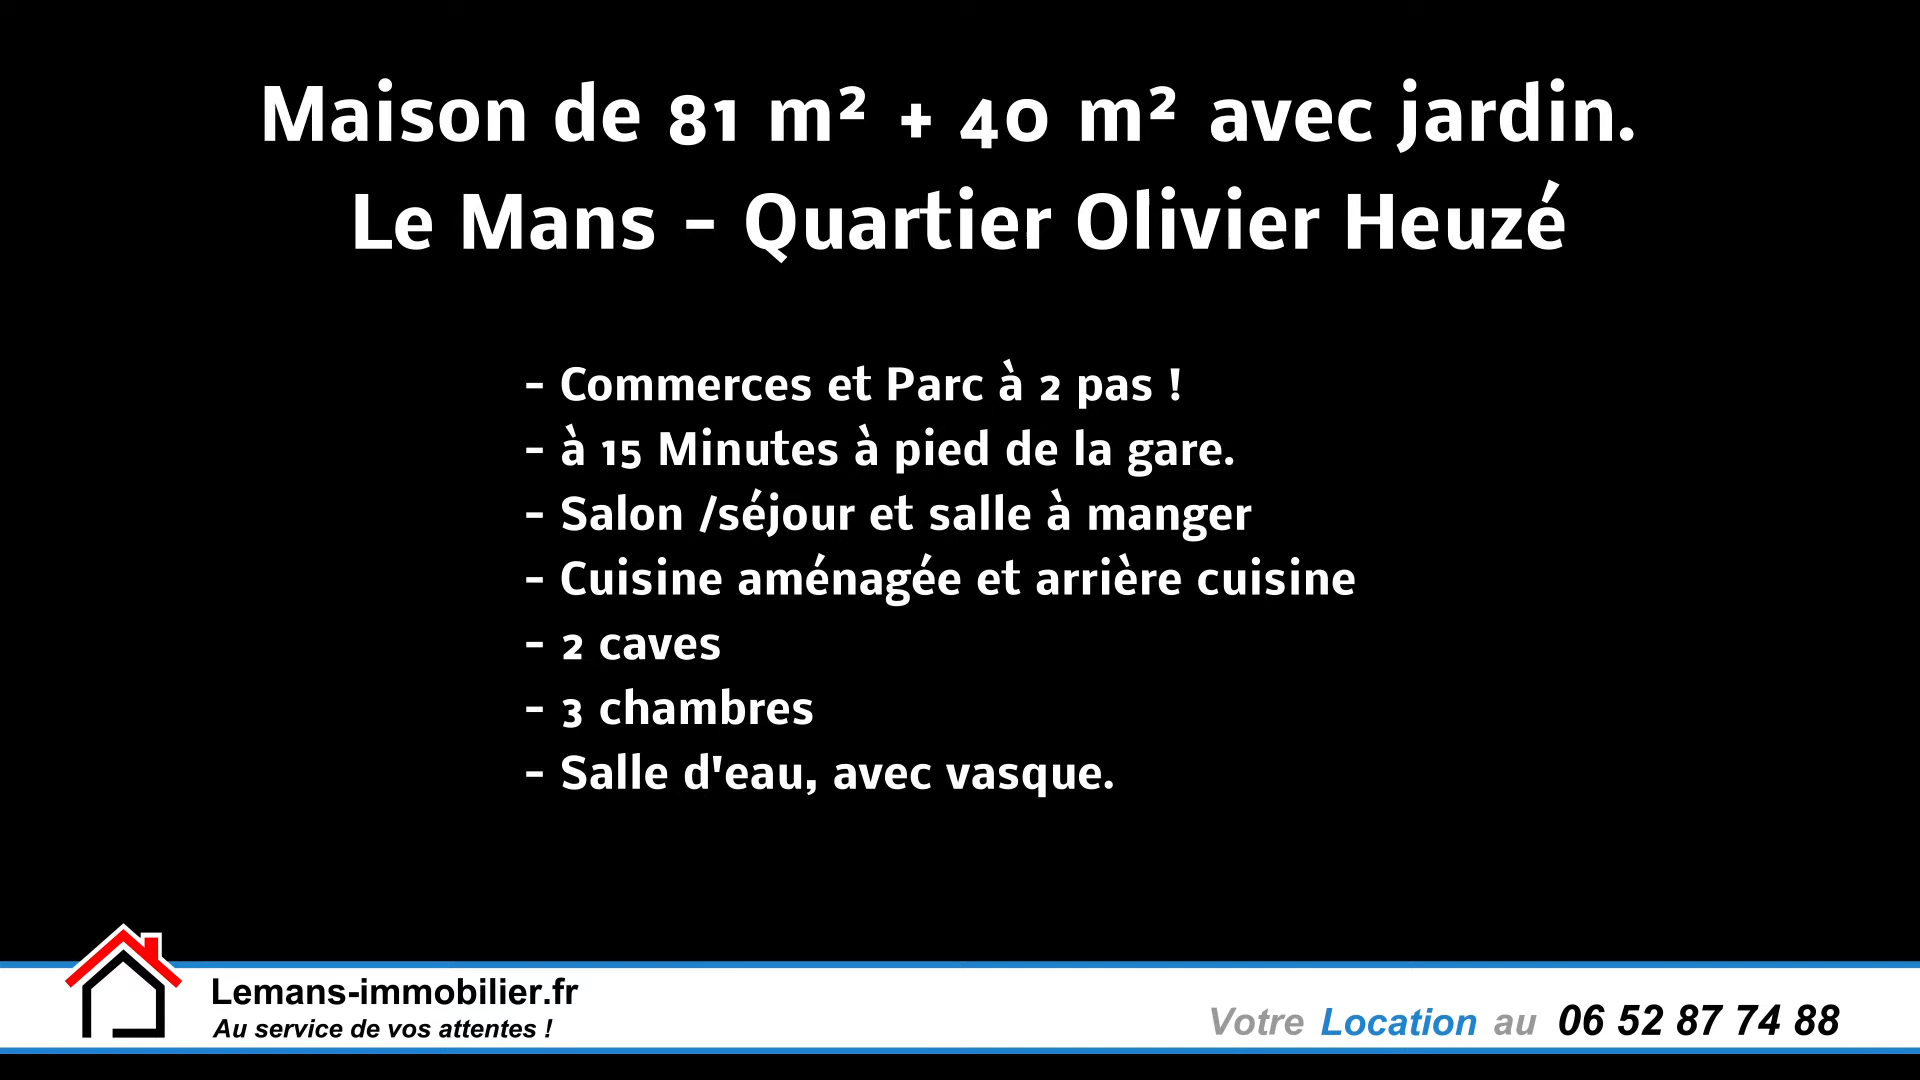 Maison de 81 m² + 40 m² avec jardin.
Le Mans - Quartier Olivier Heuzé
- Commerces et Parc à 2 pas !
- à 15 Minutes à pied de la gare.
- Salon /séjour et salle à manger
- Cuisine aménagée et arrière cuisine
- 2 caves
- 3 chambres
- Salle d'eau, avec vasque.
Lemans-immobilier.fr
Au service de vos attentes !
Votre Location au 06 52 87 74 88